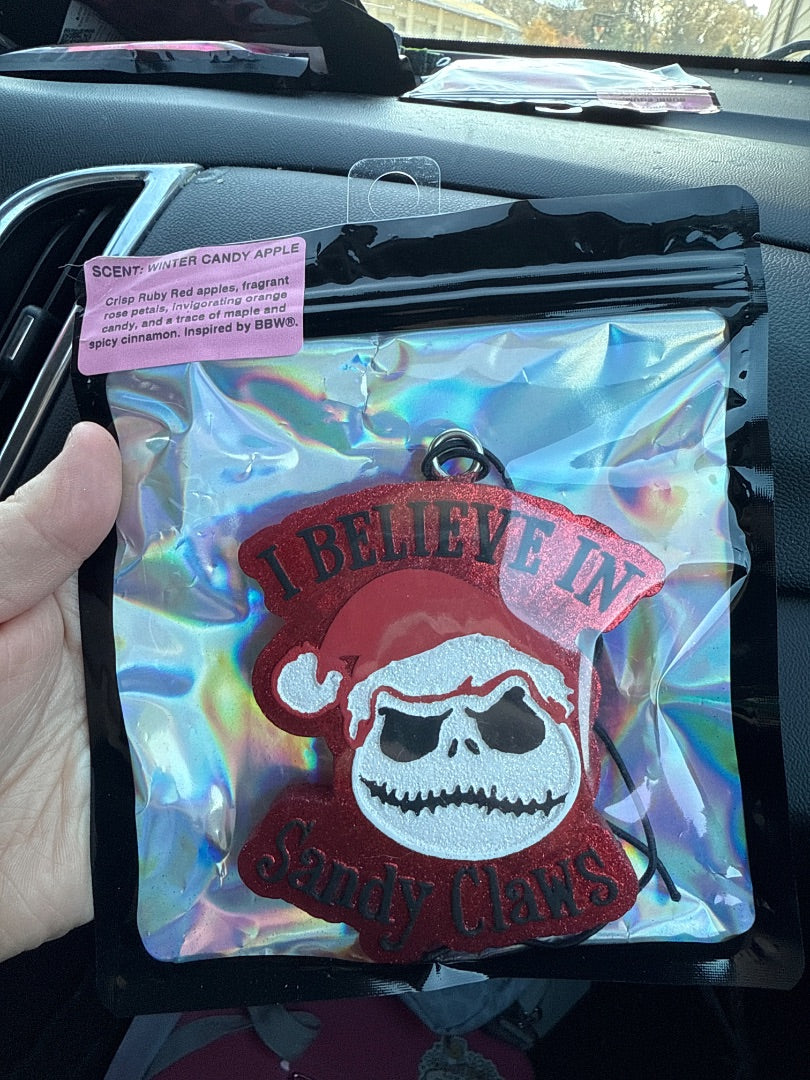 SCENT: WINTER CANDY APPLE
Crisp Ruby Red apples, fragrant
rose petals, invigorating orange
candy, and a trace of maple and
spicy cinnamon. Inspired by BBW®.
I BELIEVE IN
Sandy Claws